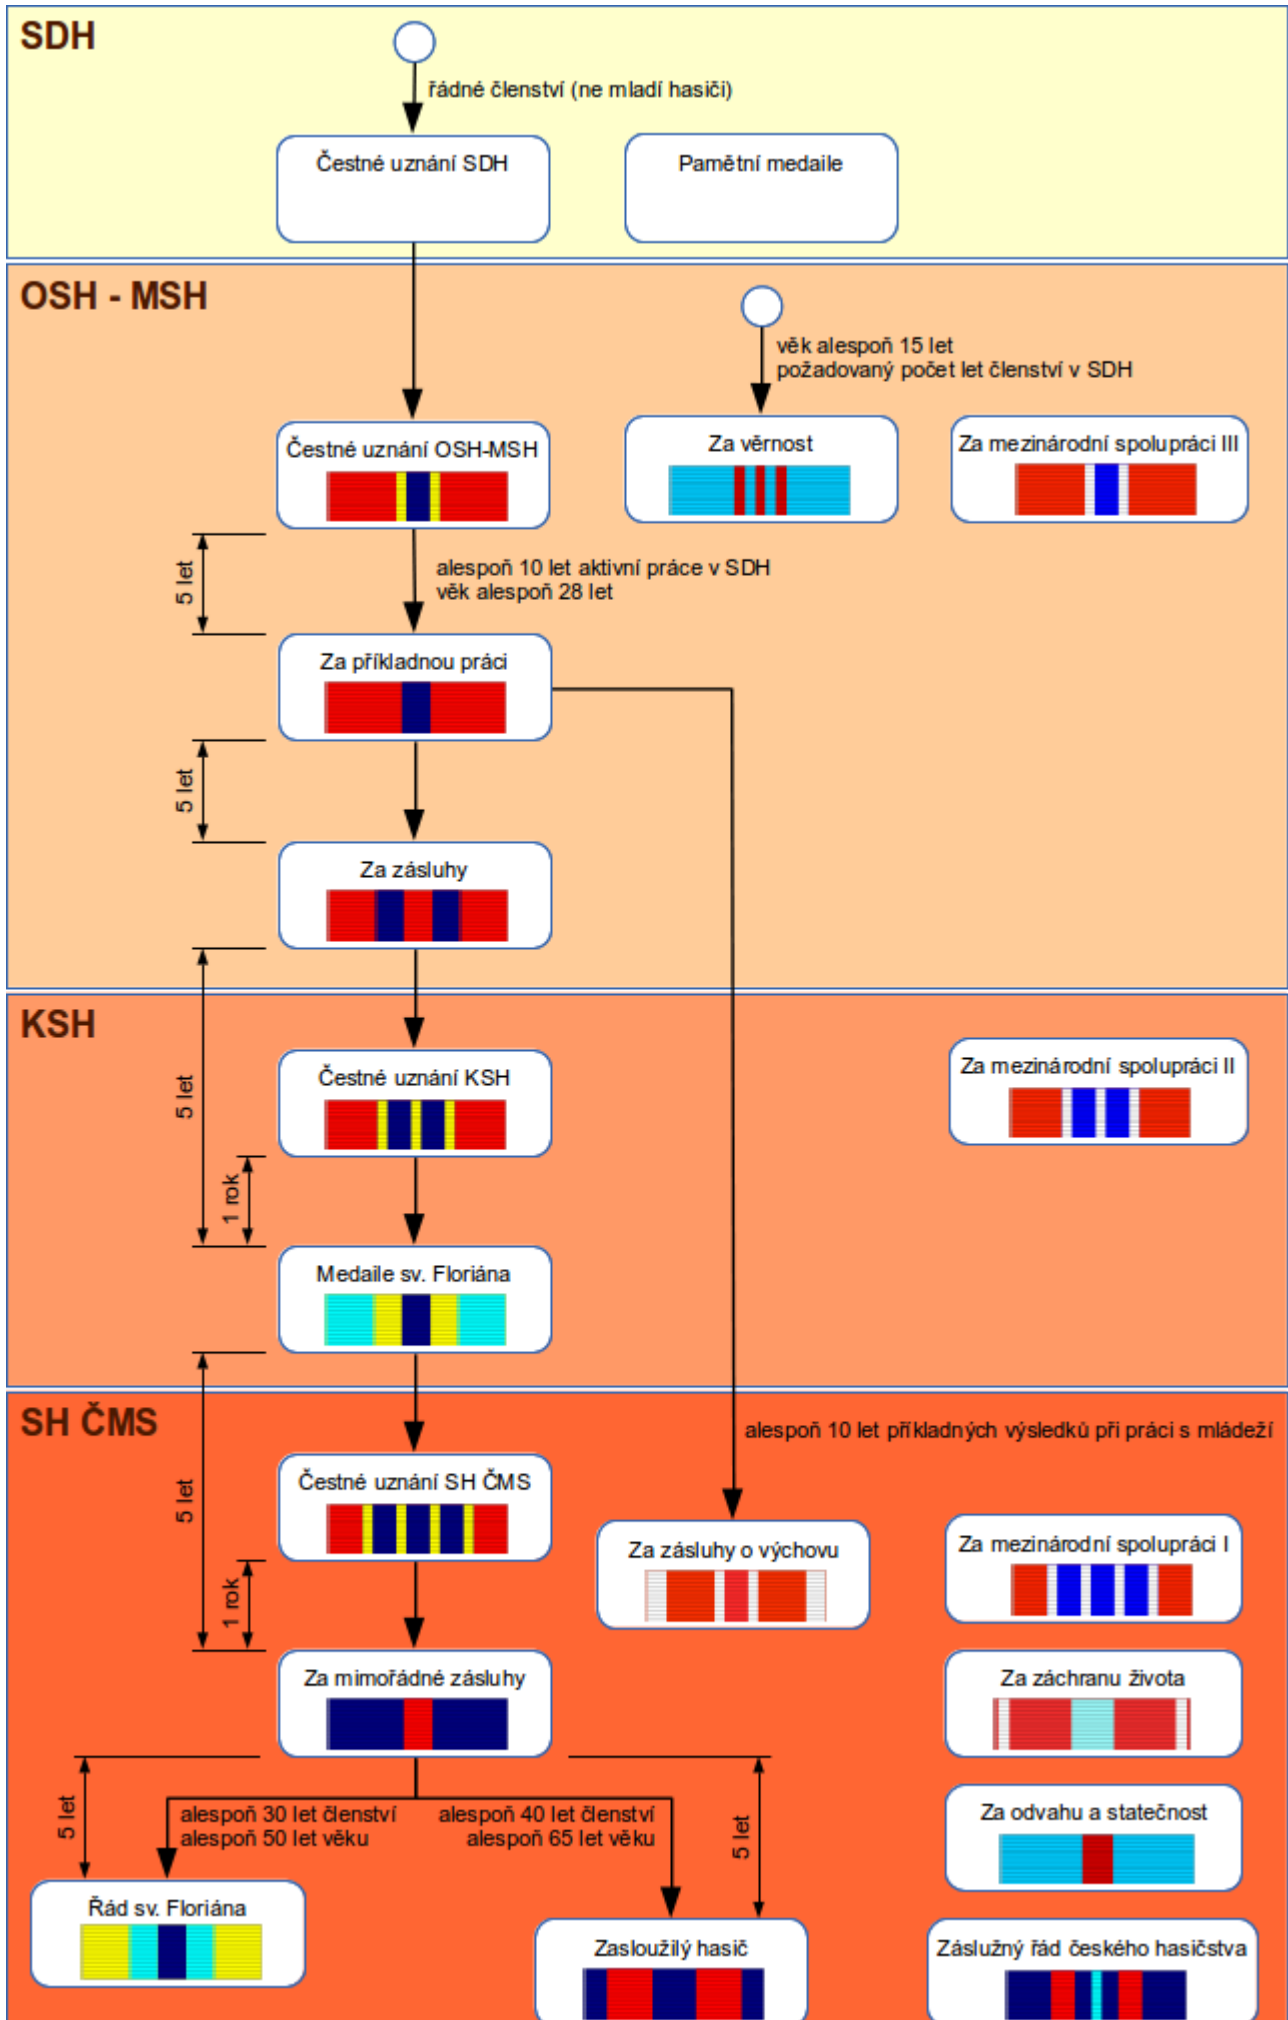 SDH
řádné členství (ne mladí hasiči)
Čestné uznání SDH
Pamětní medaile
OSH - MSH
věk alespoň 15 let
požadovaný počet let členství v SDH
Čestné uznání OSH-MSH
Za věrnost
Za mezinárodní spolupráci III
5 let
alespoň 10 let aktivní práce v SDH
věk alespoň 28 let
Za příkladnou práci
5 let
Za zásluhy
KSH
5 let
Čestné uznání KSH
Za mezinárodní spolupráci II
1 rok
Medaile sv. Floriána
SH ČMS
alespoň 10 let příkladných výsledků při práci s mládeží
5 let
Čestné uznání SH ČMS
Za zásluhy o výchovu
Za mezinárodní spolupráci I
1 rok
Za mimořádné zásluhy
Za záchranu života
5 let
alespoň 30 let členství
alespoň 50 let věku
alespoň 40 let členství
alespoň 65 let věku
5 let
Za odvahu a statečnost
Řád sv. Floriána
Zasloužilý hasič
Záslužný řád českého hasičstva